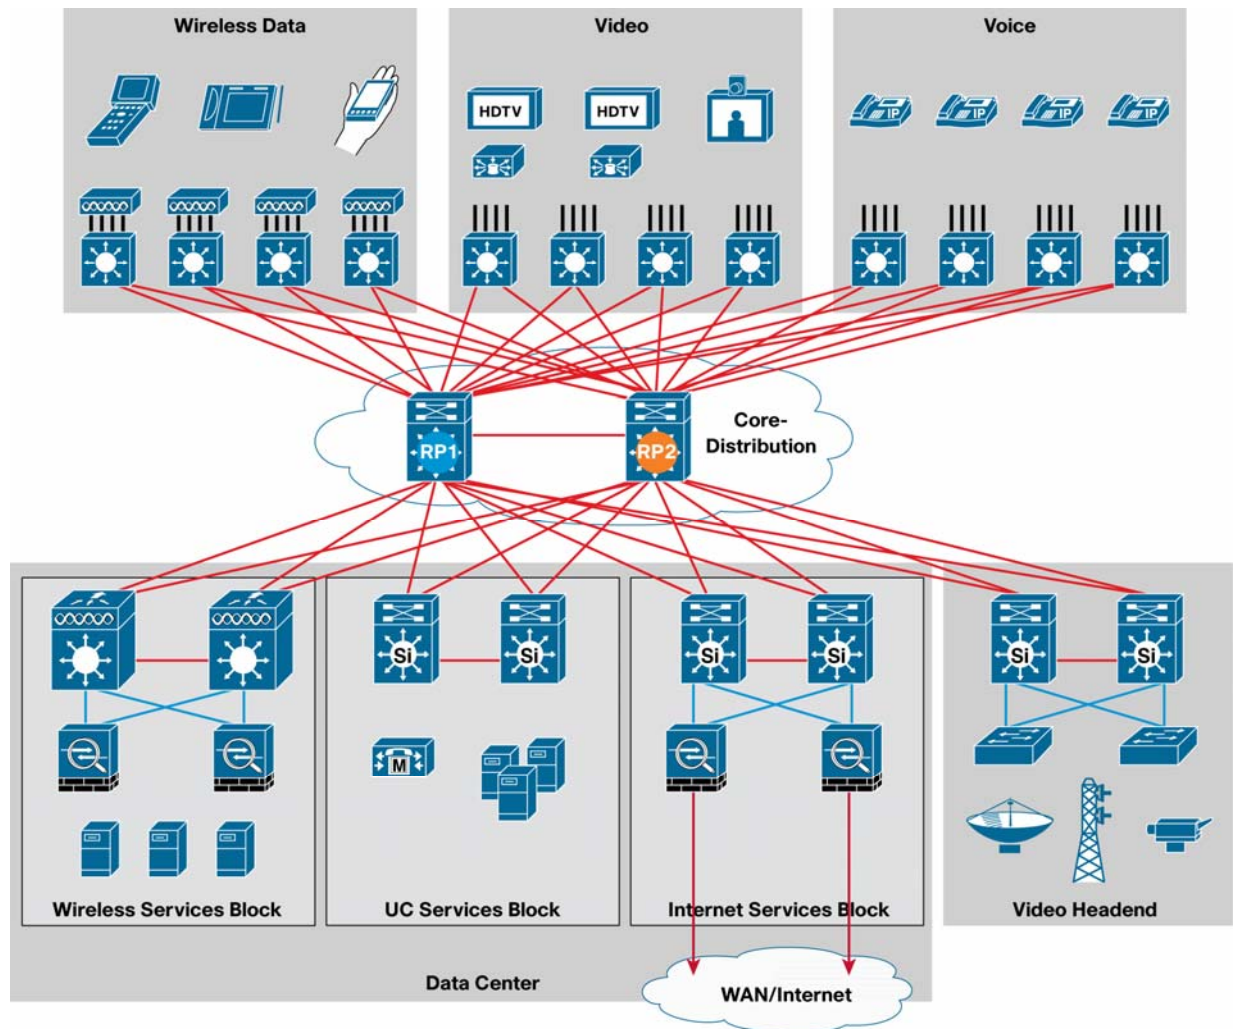 Wireless Data
Video
Voice
HDTV
HDTV
IP
IP
IP
IP
Core-
Distribution
RP1
RP2
Si
Si
Si
Si
Si
Si
M
Wireless Services Block
UC Services Block
Internet Services Block
Video Headend
Data Center
WAN/Internet